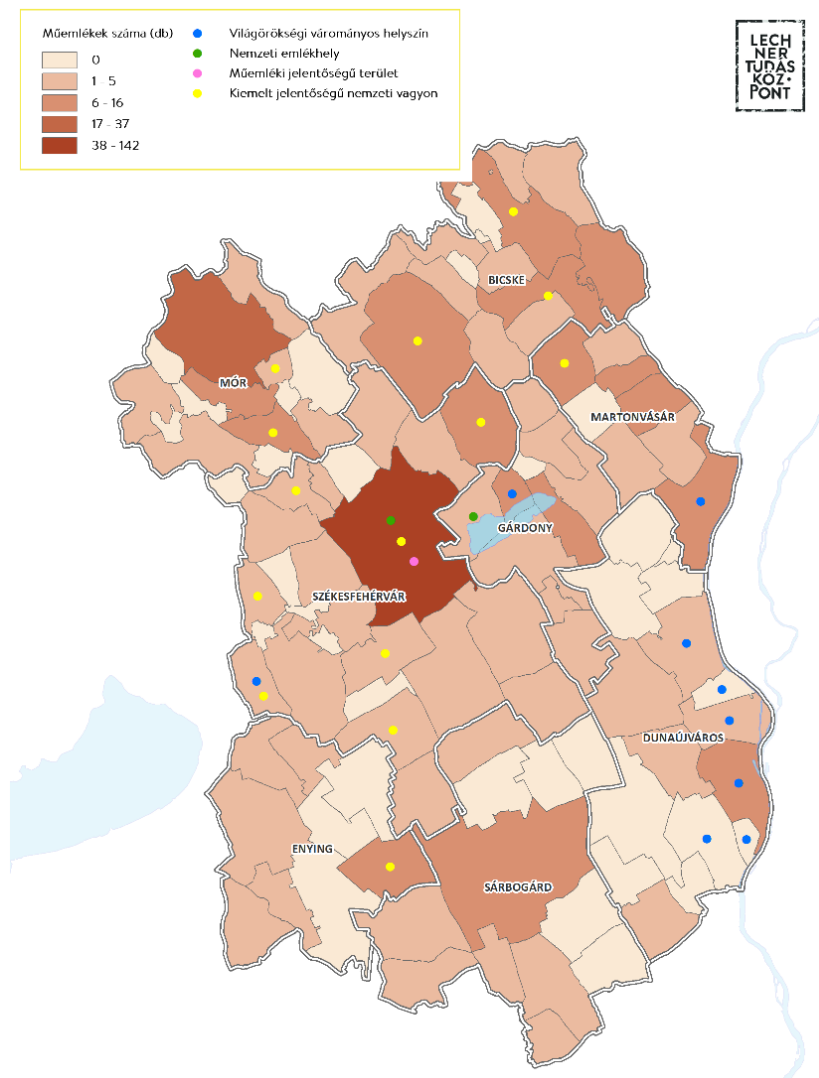 Műemlékek száma (db)
0
1 - 5
6 - 16
17 - 37
38 - 142
Világörökségi várományos helyszín
Nemzeti emlékhely
Műemléki jelentőségű terület
Kiemelt jelentőségű nemzeti vagyon
LECH
NER
TUDÁS
KÖZ·
PONT
BICSKE
MÓR
MARTONVÁSÁR
GÁRDONY
SZÉKESFEHÉRVÁR
DUNAÚJVÁROS
ENYING
SÁRBOGÁRD